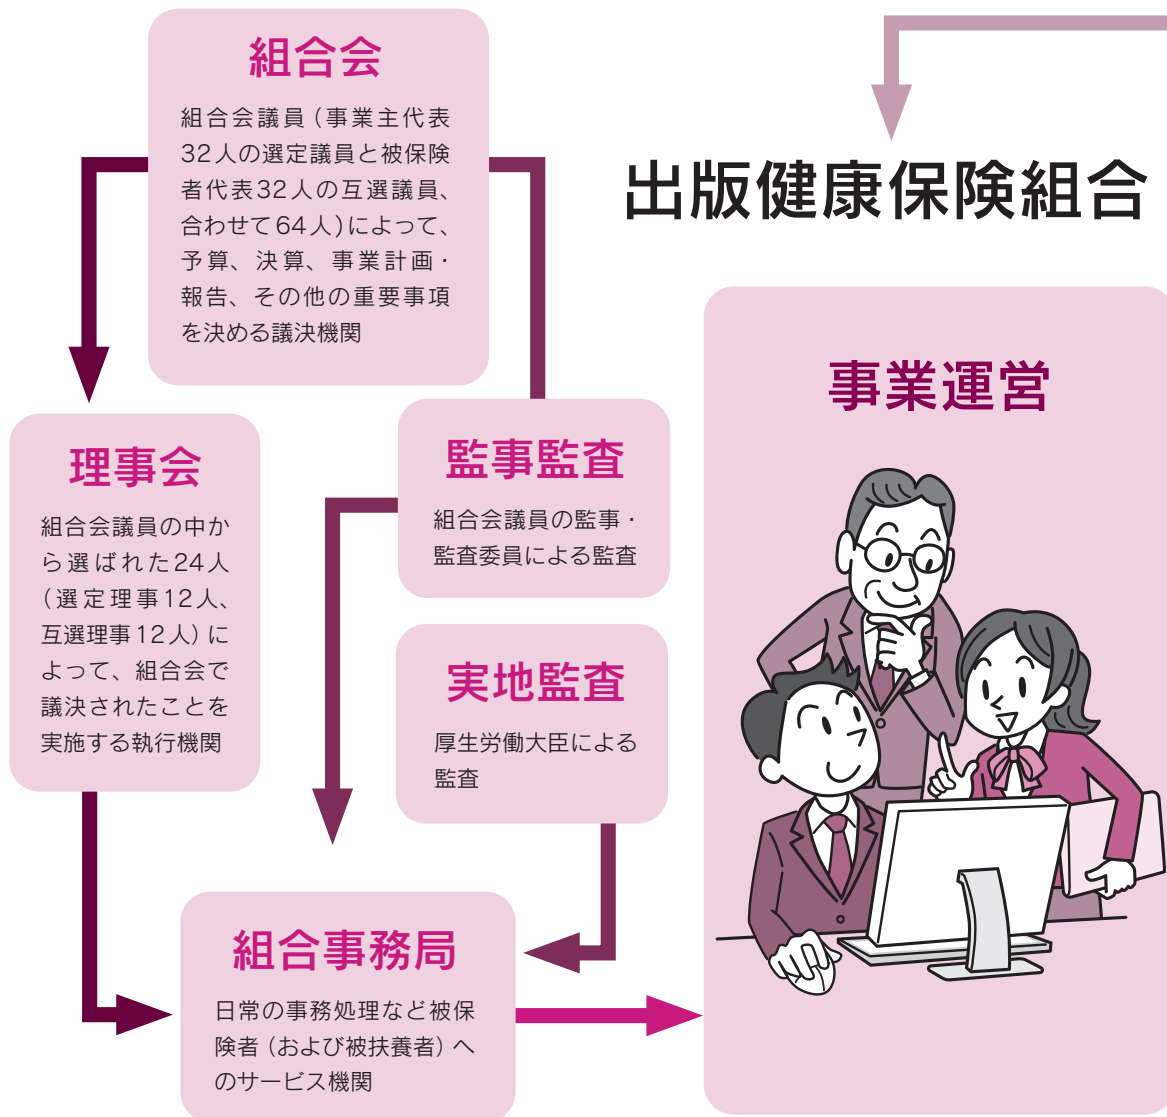 組合会
組合会議員（事業主代表
32人の選定議員と被保険
者代表32人の互選議員、
合わせて64人）によって、
予算、決算、事業計画・
報告、その他の重要事項
を決める議決機関
出版健康保険組合
理事会
組合会議員の中か
ら選ばれた24人
（選定理事12人、
互選理事12人）に
よって、組合会で
議決されたことを
実施する執行機関
監事監査
組合会議員の監事・
監査委員による監査
実地監査
厚生労働大臣による
監査
組合事務局
日常の事務処理など被保
険者（および被扶養者）へ
のサービス機関
事業運営